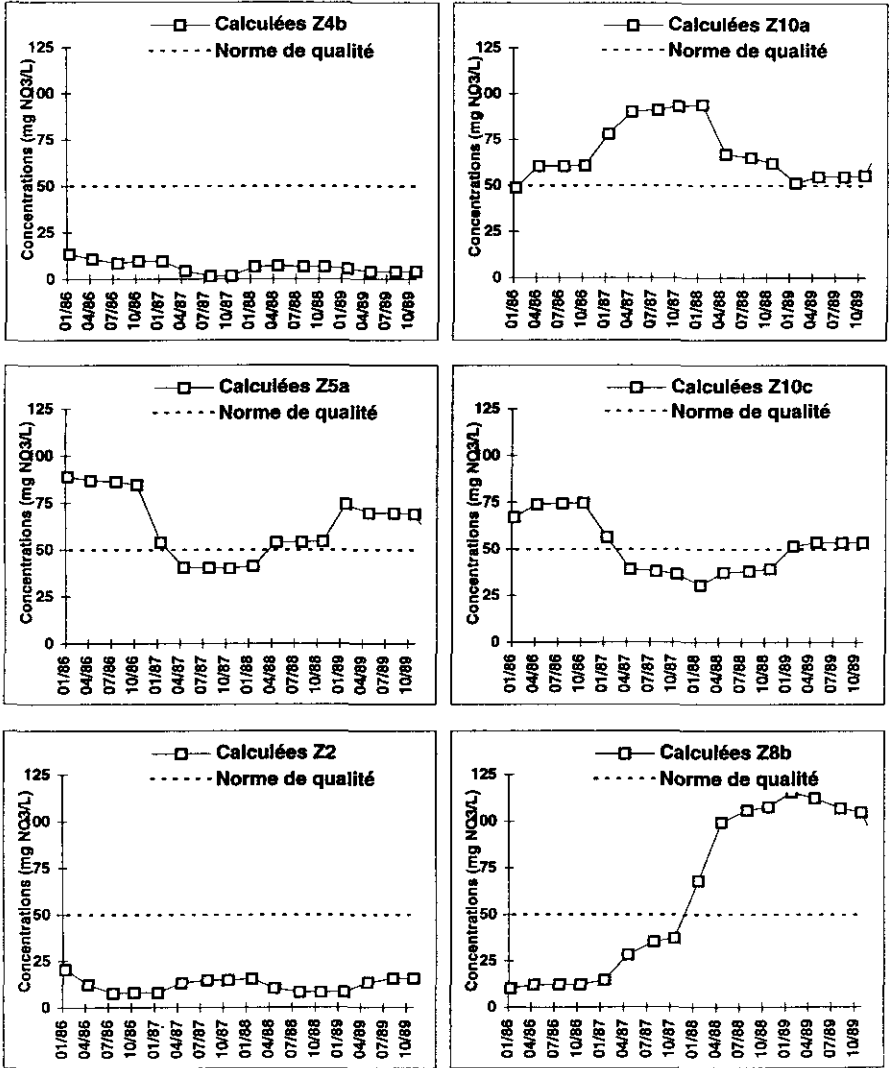 Calculées Z4b
Norme de qualité
Concentrations (mg NO3/L)
125
100
75
50
25
0
01/86 04/86 07/86 10/86 01/87 04/87 07/87 10/87 01/88 04/88 07/88 10/88 01/89 04/89 07/89 10/89
Calculées Z10a
Norme de qualité
Concentrations (mg NO3/L)
125
100
75
50
25
0
01/86 04/86 07/86 10/86 01/87 04/87 07/87 10/87 01/88 04/88 07/88 10/88 01/89 04/89 07/89 10/89
Calculées Z5a
Norme de qualité
Concentrations (mg NO3/L)
125
100
75
50
25
0
01/86 04/86 07/86 10/86 01/87 04/87 07/87 10/87 01/88 04/88 07/88 10/88 01/89 04/89 07/89 10/89
Calculées Z10c
Norme de qualité
Concentrations (mg NO3/L)
125
100
75
50
25
0
01/86 04/86 07/86 10/86 01/87 04/87 07/87 10/87 01/88 04/88 07/88 10/88 01/89 04/89 07/89 10/89
Calculées Z2
Norme de qualité
Concentrations (mg NO3/L)
125
100
75
50
25
0
01/86 04/86 07/86 10/86 01/87 04/87 07/87 10/87 01/88 04/88 07/88 10/88 01/89 04/89 07/89 10/89
Calculées Z8b
Norme de qualité
Concentrations (mg NO3/L)
125
100
75
50
25
0
01/86 04/86 07/86 10/86 01/87 04/87 07/87 10/87 01/88 04/88 07/88 10/88 01/89 04/89 07/89 10/89